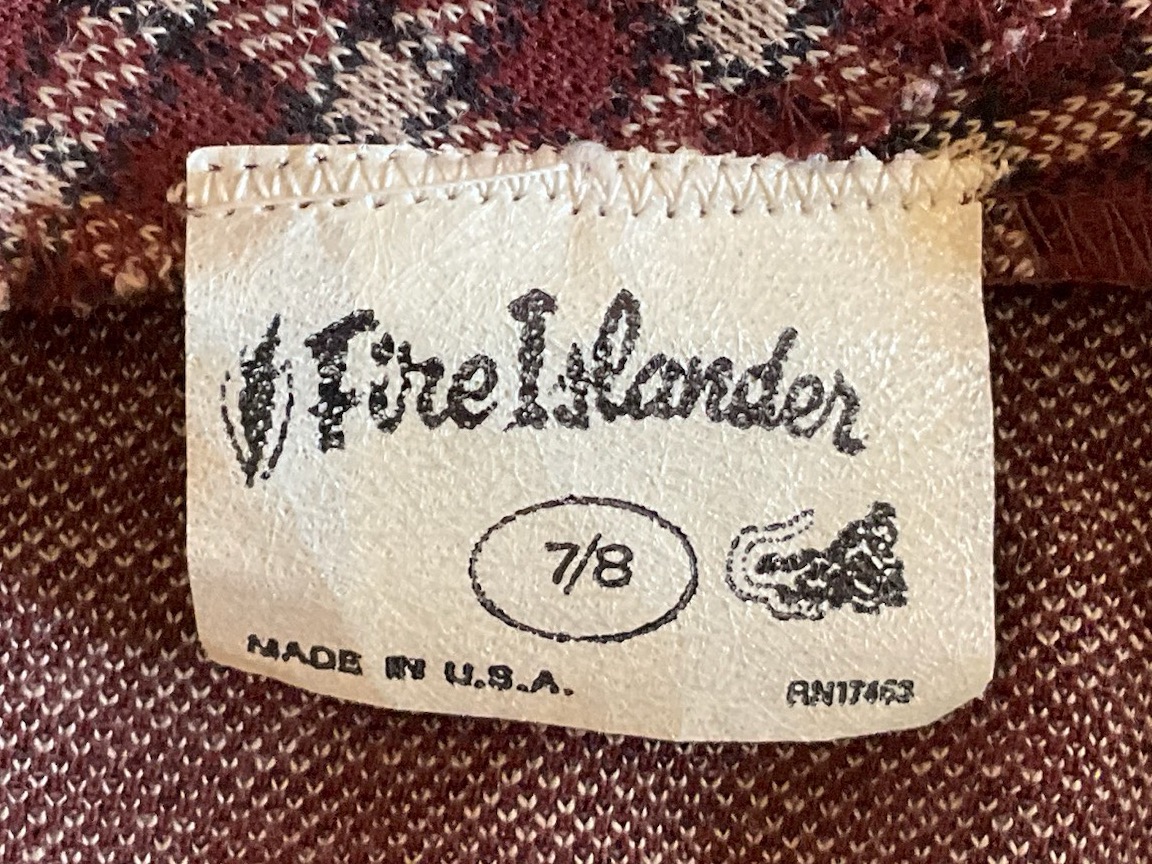 Fire Islander
7/8
MADE IN U.S.A.
RN17463